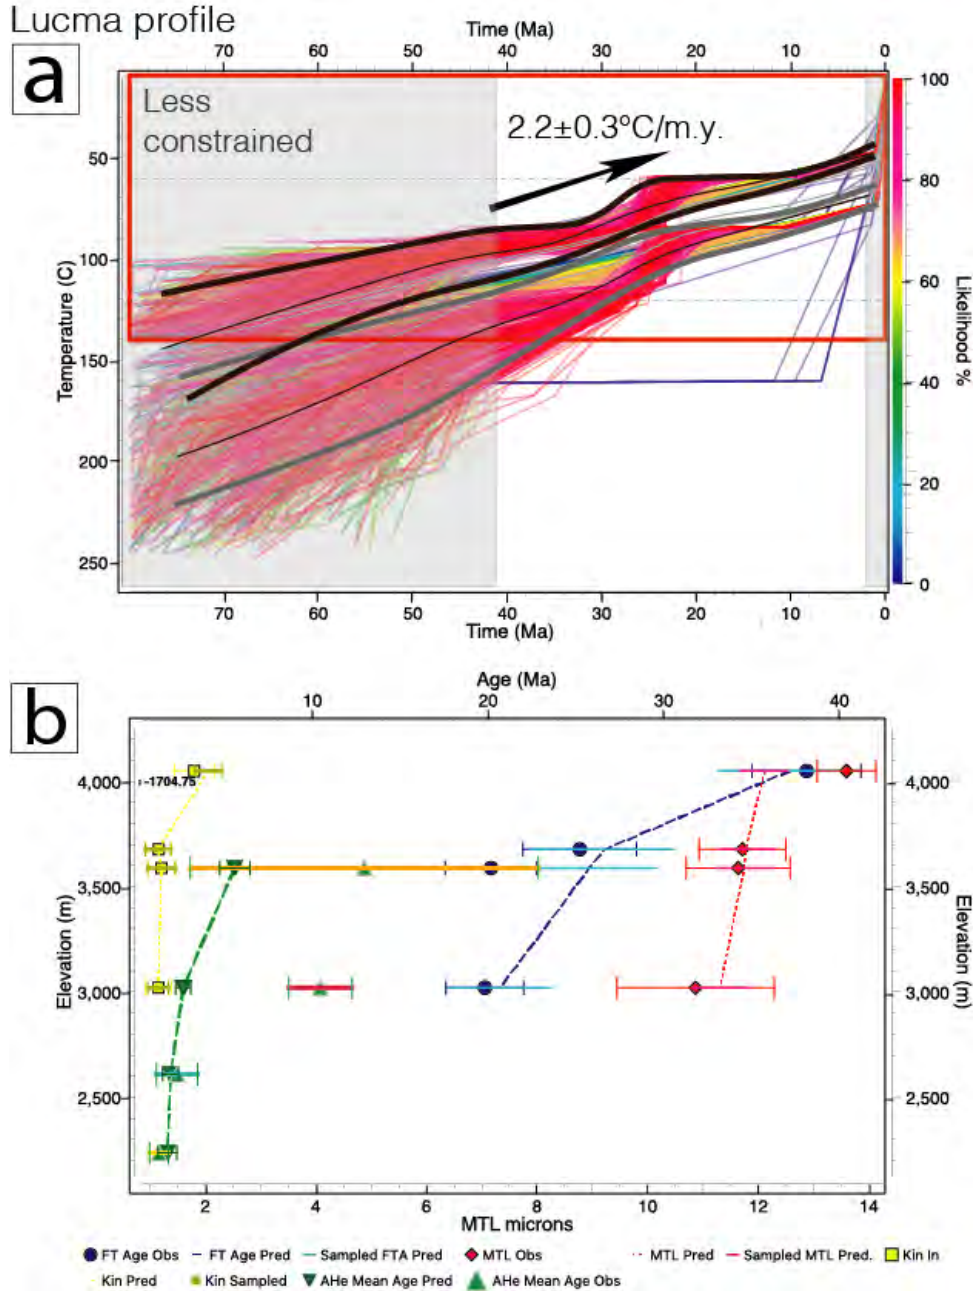 Lucma profile
a
Time (Ma)
70 60 50 40 30 20 10 0
Less
constrained
2.2±0.3ºC/m.y.
50
100
150
200
250
Temperature (C)
100
80
60
40
20
0
Likelihood %
70 60 50 40 30 20 10 0
Time (Ma)
b
Age (Ma)
10 20 30 40
4,000
3,500
3,000
2,500
Elevation (m)
-1704.75
4,000
3,500
3,000
2,500
Elevation (m)
2 4 6 8 10 12 14
MTL microns
FT Age Obs FT Age Pred Sampled FTA Pred MTL Obs MTL Pred Sampled MTL Pred. Kin In
Kin Pred Kin Sampled AHe Mean Age Pred AHe Mean Age Obs